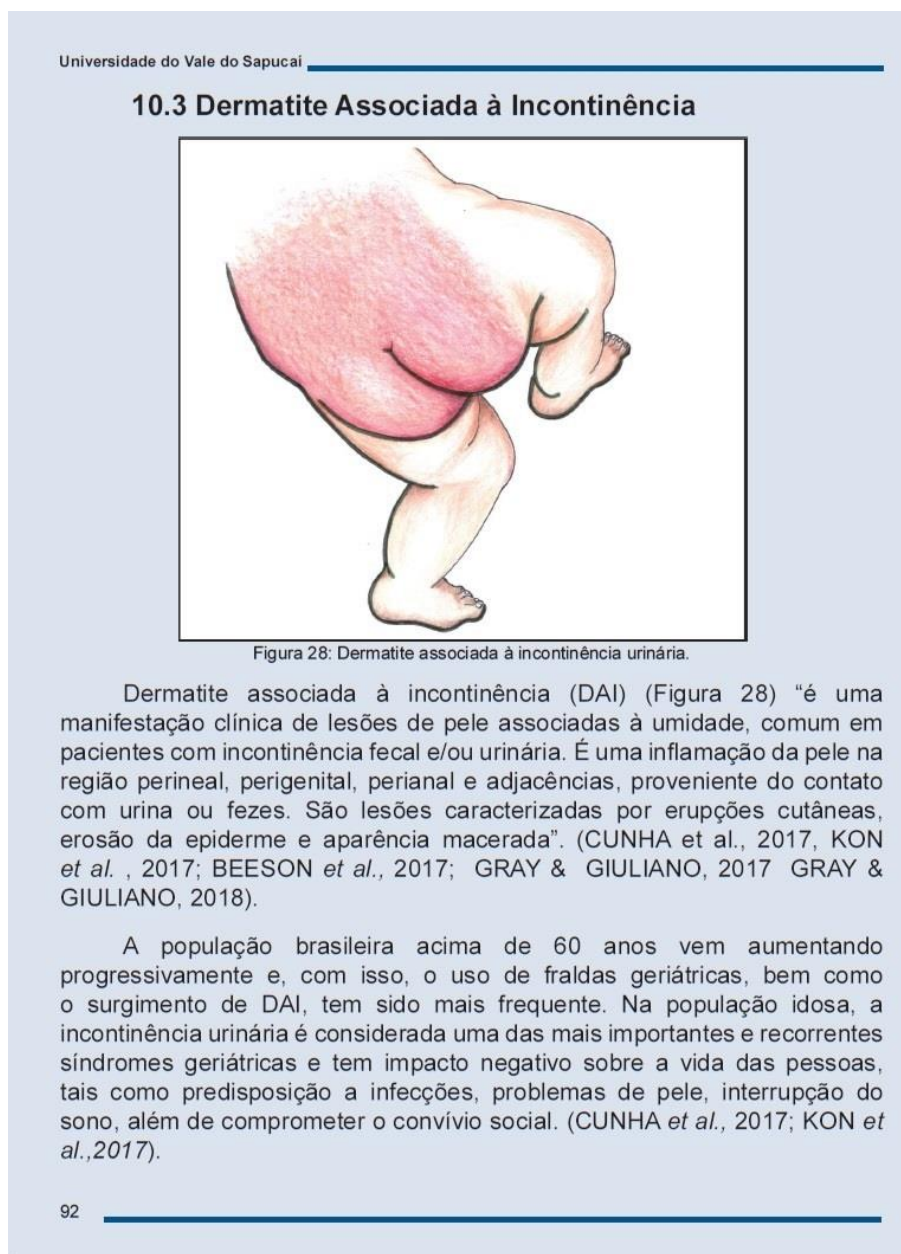 Universidade do Vale do Sapucaí
10.3 Dermatite Associada à Incontinência
Figura 28: Dermatite associada à incontinência urinária.
Dermatite associada à incontinência (DAI) (Figura 28) “é uma
manifestação clínica de lesões de pele associadas à umidade, comum em
pacientes com incontinência fecal e/ou urinária. É uma inflamação da pele na
região perineal, perigenital, perianal e adjacências, proveniente do contato
com urina ou fezes. São lesões caracterizadas por erupções cutâneas,
erosão da epiderme e aparência macerada”. (CUNHA et al., 2017, KON
et al. , 2017; BEESON et al., 2017; GRAY & GIULIANO, 2017 GRAY &
GIULIANO, 2018).
A população brasileira acima de 60 anos vem aumentando
progressivamente e, com isso, o uso de fraldas geriátricas, bem como
o surgimento de DAI, tem sido mais frequente. Na população idosa, a
incontinência urinária é considerada uma das mais importantes e recorrentes
síndromes geriátricas e tem impacto negativo sobre a vida das pessoas,
tais como predisposição a infecções, problemas de pele, interrupção do
sono, além de comprometer o convívio social. (CUNHA et al., 2017; KON et
al.,2017).
92